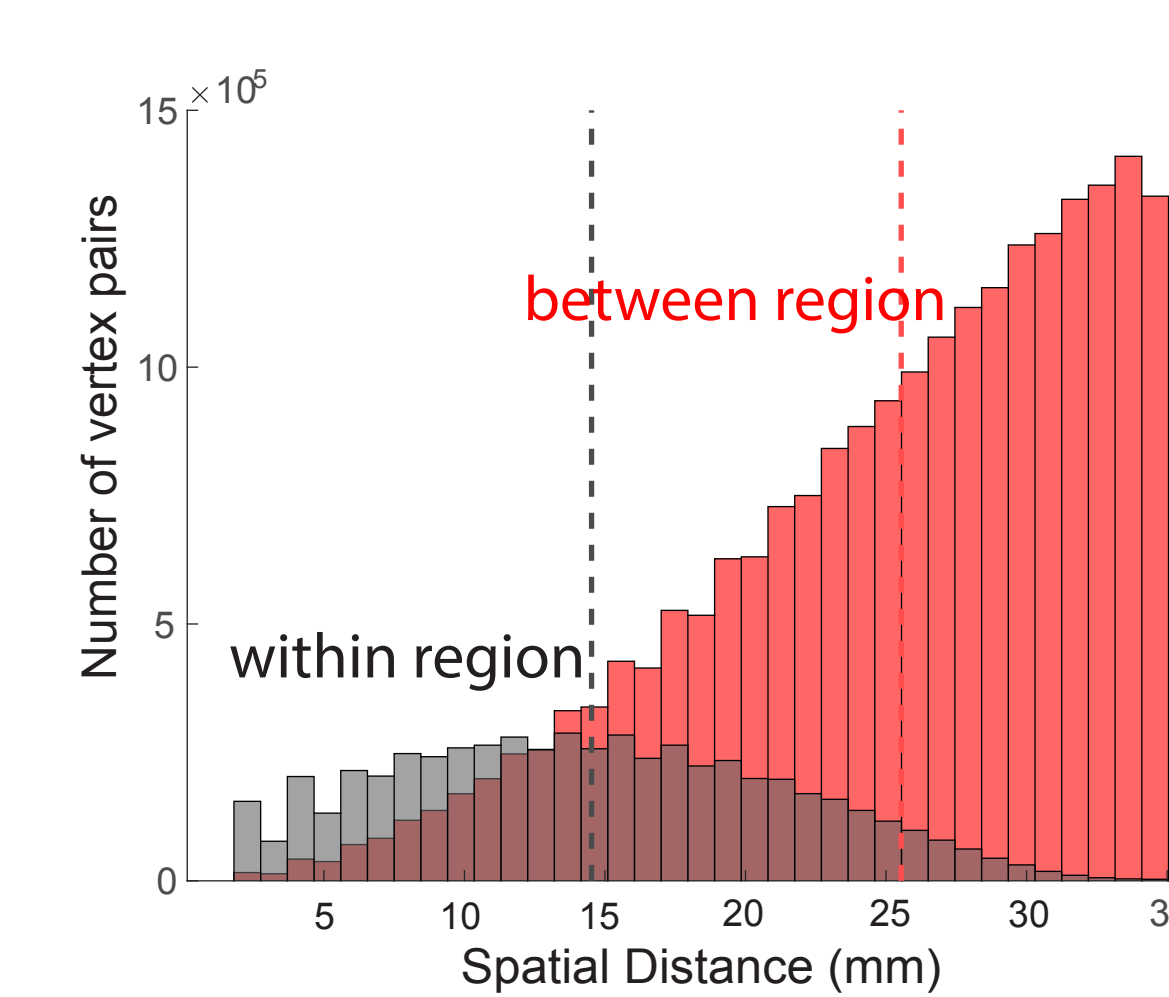 × 10⁵
15
10
5
0
Number of vertex pairs
between region
within region
5 10 15 20 25 30 3
Spatial Distance (mm)